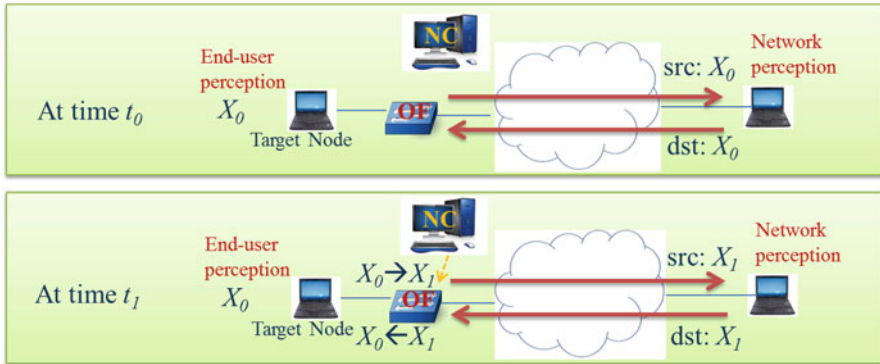 NC
End-user
perception
Network
perception
src: X0
At time t0
X0
OF
Target Node
dst: X0
NC
End-user
perception
Network
perception
X0→X1
src: X1
At time t1
X0
OF
Target Node
X0←X1
dst: X1